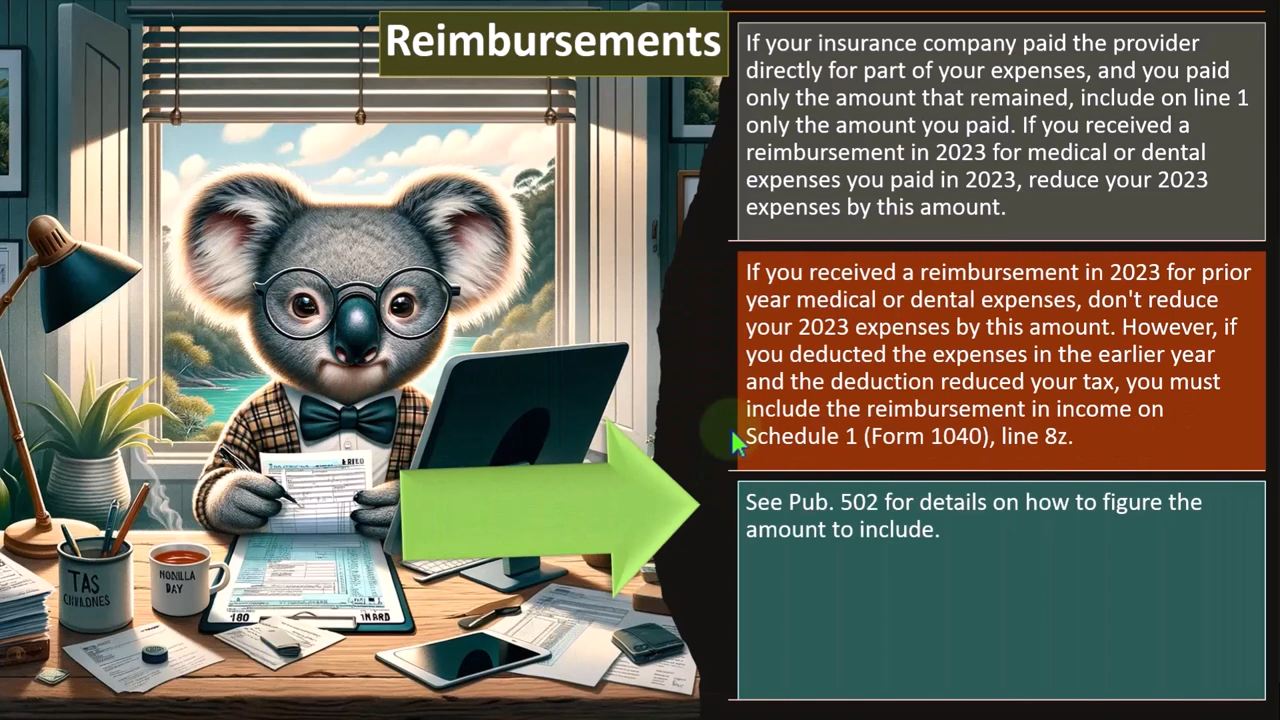 Reimbursements
If your insurance company paid the provider
directly for part of your expenses, and you paid
only the amount that remained, include on line 1
only the amount you paid. If you received a
reimbursement in 2023 for medical or dental
expenses you paid in 2023, reduce your 2023
expenses by this amount.
If you received a reimbursement in 2023 for prior
year medical or dental expenses, don't reduce
your 2023 expenses by this amount. However, if
you deducted the expenses in the earlier year
and the deduction reduced your tax, you must
include the reimbursement in income on
Schedule 1 (Form 1040), line 8z.
See Pub. 502 for details on how to figure the
amount to include.
TAS
MONILLA
DAY
180